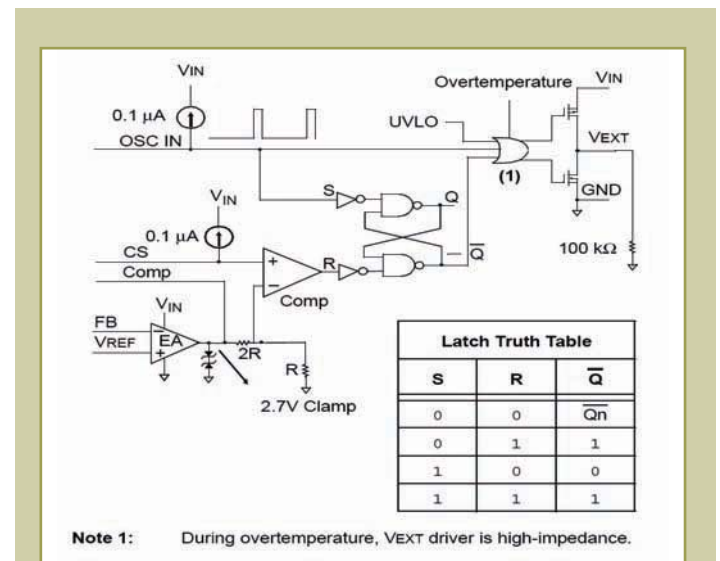 VIN
Overtemperature
VIN
0.1 µA
UVLO
OSC IN
VEXT
(1)
S
Q
GND
VIN
0.1 µA
CS
R
Q̅
100 kΩ
Comp
Comp
VIN
FB
EA
VREF
2R
R
2.7V Clamp
Latch Truth Table
S R Q̅
0 0 Q̅n̅
0 1 1
1 0 0
1 1 1
Note 1: During overtemperature, VEXT driver is high-impedance.